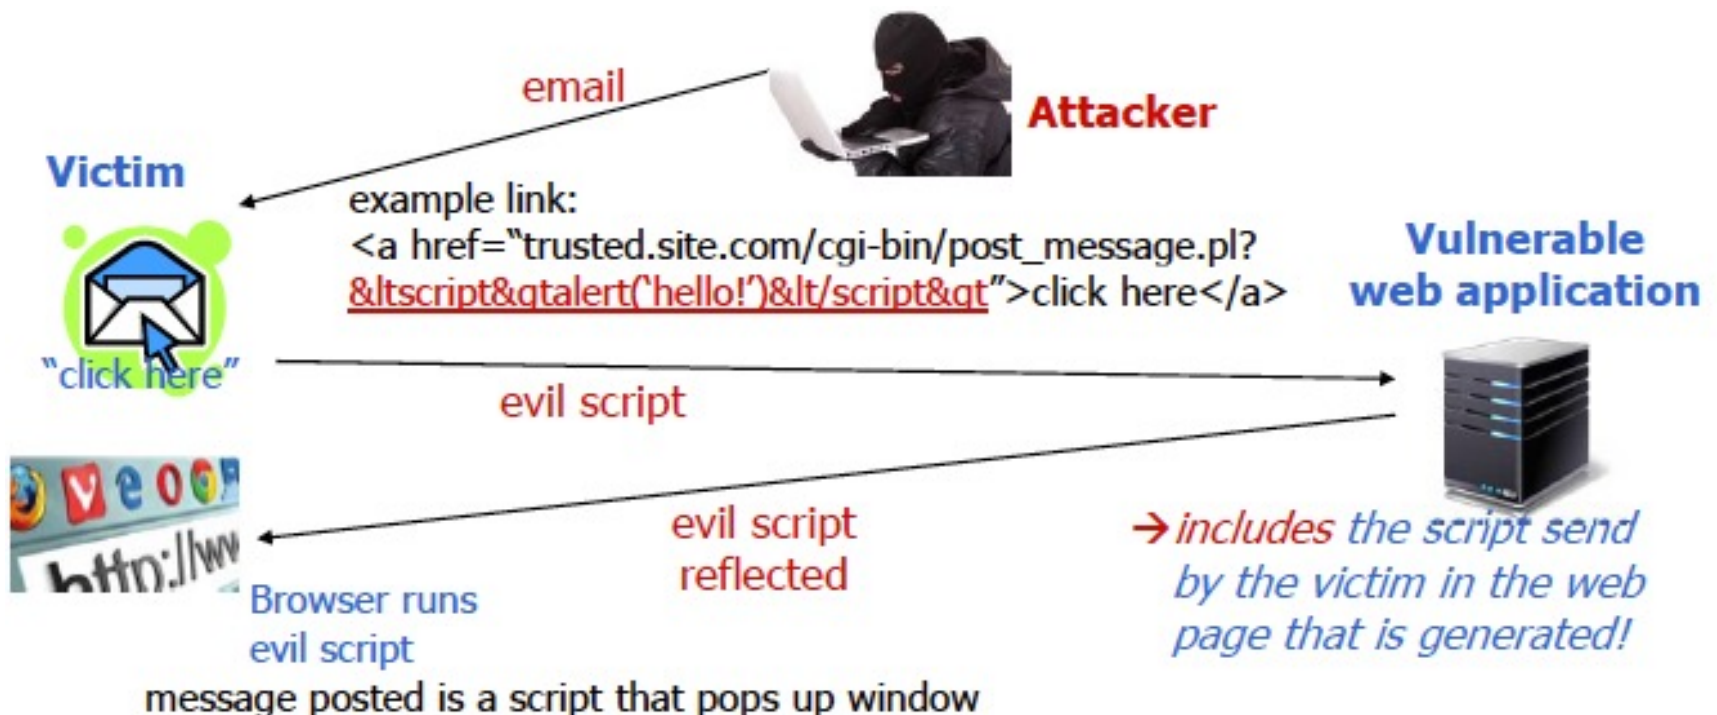 email
Attacker
Victim
example link:
<a href=“trusted.site.com/cgi-bin/post_message.pl?
&ltscript&gtalert(‘hello!’)&lt/script&gt”>click here</a>
Vulnerable
web application
“click here”
evil script
http://ww
evil script
reflected
→includes the script send
by the victim in the web
page that is generated!
Browser runs
evil script
message posted is a script that pops up window